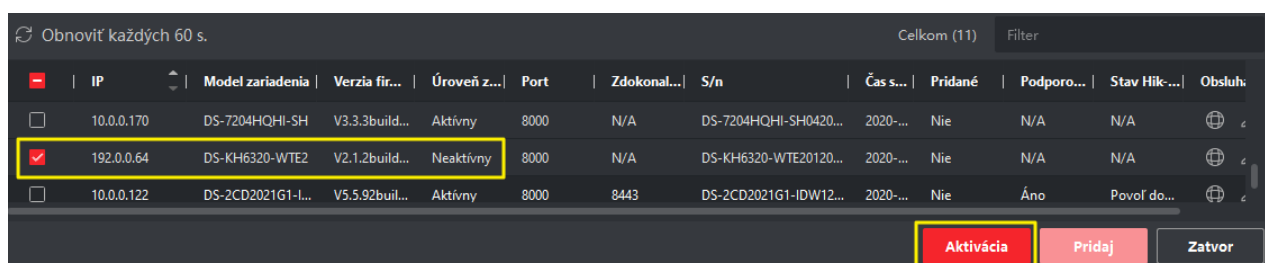 Obnoviť každých 60 s. Celkom (11) Filter
IP Model zariadenia Verzia fir... Úroveň z... Port Zdokonal... S/n Čas s... Pridané Podporo... Stav Hik-... Obsluha
10.0.0.170 DS-7204HQHI-SH V3.3.3build... Aktívny 8000 N/A DS-7204HQHI-SH0420... 2020-... Nie N/A N/A
192.0.0.64 DS-KH6320-WTE2 V2.1.2build... Neaktívny 8000 N/A DS-KH6320-WTE20120... 2020-... Nie N/A N/A
10.0.0.122 DS-2CD2021G1-I... V5.5.92buil... Aktívny 8000 8443 DS-2CD2021G1-IDW12... 2020-... Nie Áno Povoľ do...
Aktivácia Pridaj Zatvor